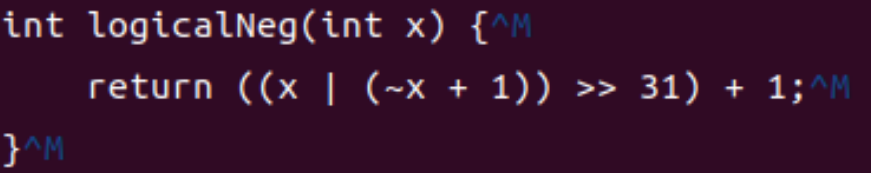 int logicalNeg(int x) {^M
    return ((x | (~x + 1)) >> 31) + 1;^M
}^M